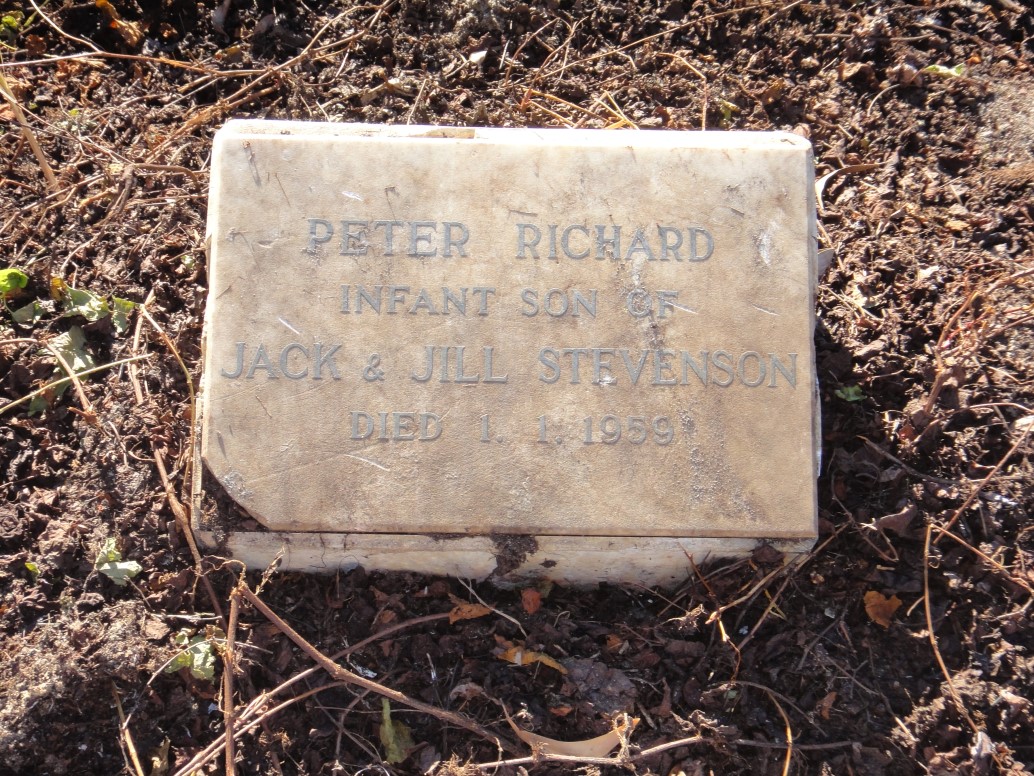 PETER RICHARD
INFANT SON OF
JACK & JILL STEVENSON
DIED 1. 1. 1959